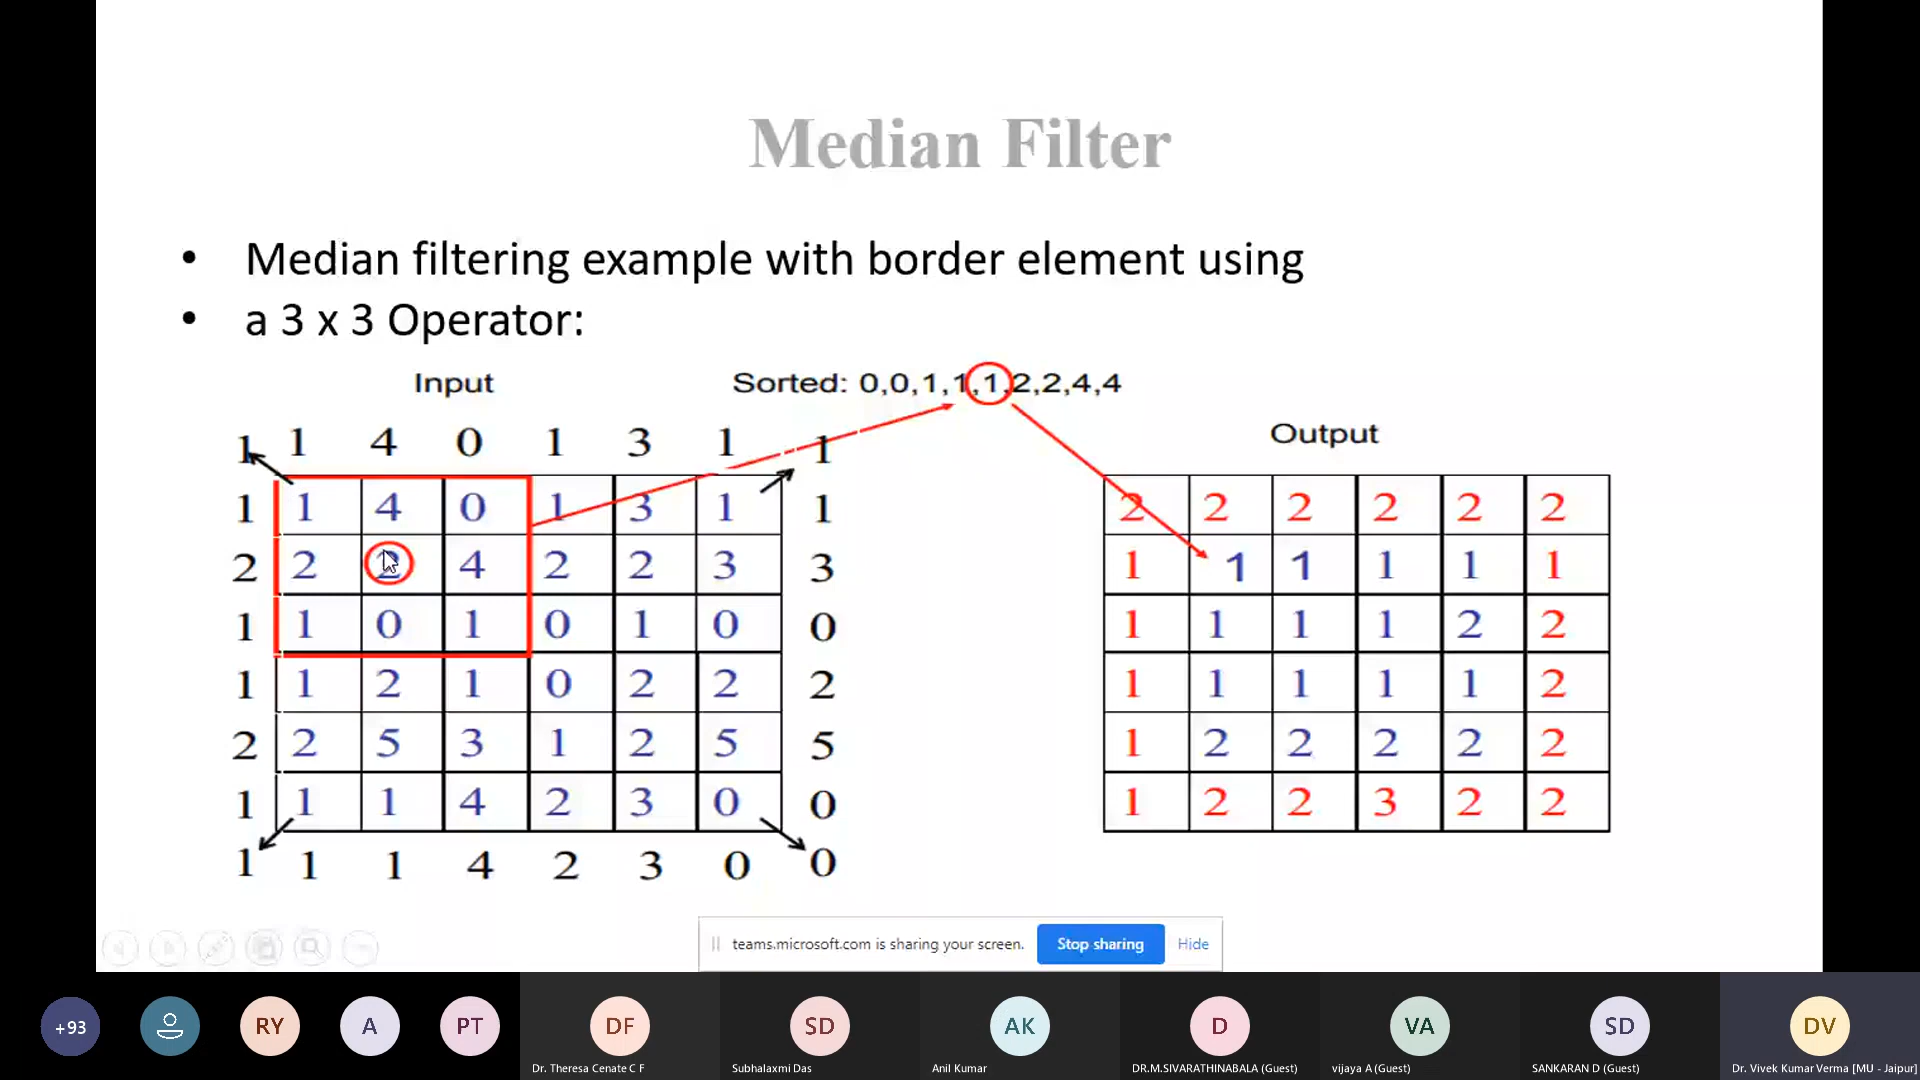 Median Filter
• Median filtering example with border element using
• a 3 x 3 Operator:
Input
Sorted: 0,0,1,1,1,2,2,4,4
Output
1 1 4 0 1 3 1 1
1 1 4 0 1 3 1 1
2 2 2 4 2 2 3 3
1 1 0 1 0 1 0 0
1 1 2 1 0 2 2 2
2 2 5 3 1 2 5 5
1 1 1 4 2 3 0 0
1 1 1 4 2 3 0 0
2 2 2 2 2 2
1 1 1 1 1 1
1 1 1 1 2 2
1 1 1 1 1 2
1 2 2 2 2 2
1 2 2 3 2 2
teams.microsoft.com is sharing your screen.
Stop sharing
Hide
+93
RY
A
PT
DF
SD
AK
D
VA
SD
DV
Dr. Theresa Cenate C F
Subhalaxmi Das
Anil Kumar
DR.M.SIVARATHINABALA (Guest)
vijaya A (Guest)
SANKARAN D (Guest)
Dr. Vivek Kumar Verma [MU - Jaipur]